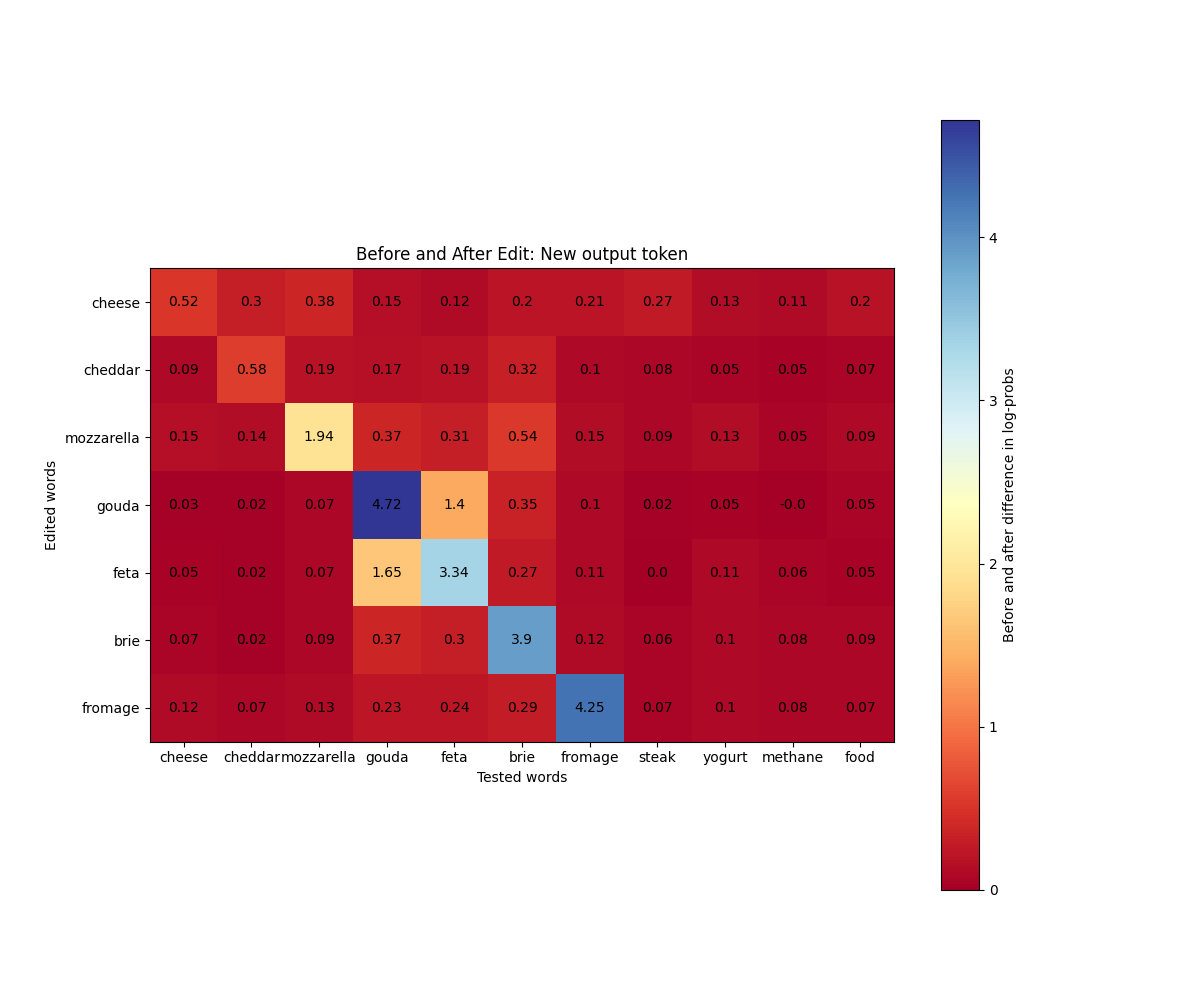 Before and After Edit: New output token
cheese 0.52 0.3 0.38 0.15 0.12 0.2 0.21 0.27 0.13 0.11 0.2
cheddar 0.09 0.58 0.19 0.17 0.19 0.32 0.1 0.08 0.05 0.05 0.07
mozzarella 0.15 0.14 1.94 0.37 0.31 0.54 0.15 0.09 0.13 0.05 0.09
gouda 0.03 0.02 0.07 4.72 1.4 0.35 0.1 0.02 0.05 -0.0 0.05
feta 0.05 0.02 0.07 1.65 3.34 0.27 0.11 0.0 0.11 0.06 0.05
brie 0.07 0.02 0.09 0.37 0.3 3.9 0.12 0.06 0.1 0.08 0.09
fromage 0.12 0.07 0.13 0.23 0.24 0.29 4.25 0.07 0.1 0.08 0.07
cheese cheddar mozzarella gouda feta brie fromage steak yogurt methane food
Tested words
Edited words
4
3
2
1
0
Before and after difference in log-probs